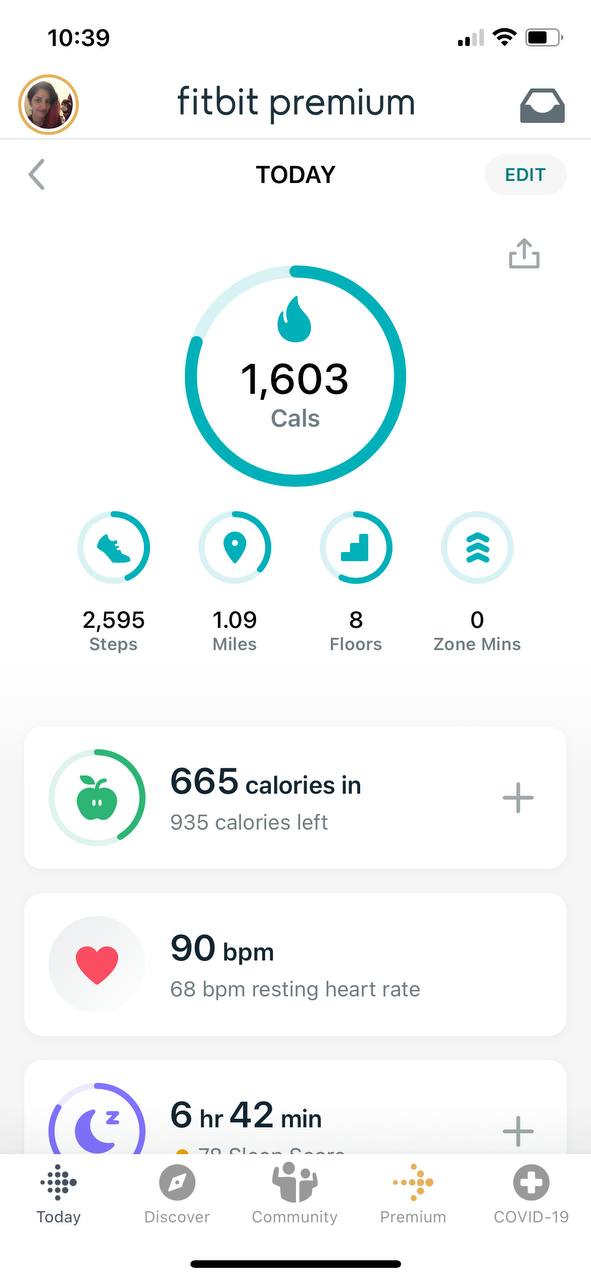 10:39
fitbit premium
TODAY
EDIT
1,603
Cals
2,595
Steps
1.09
Miles
8
Floors
0
Zone Mins
665 calories in
935 calories left
90 bpm
68 bpm resting heart rate
6 hr 42 min
78 Sleep Score
Today
Discover
Community
Premium
COVID-19